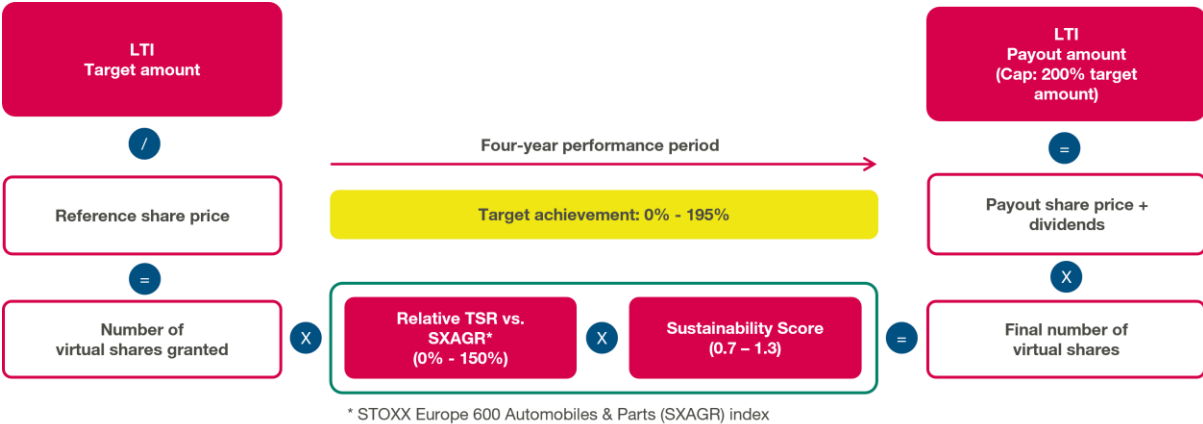 LTI
Target amount
/
Reference share price
=
Number of
virtual shares granted
X
Four-year performance period
Target achievement: 0% - 195%
Relative TSR vs.
SXAGR*
(0% - 150%)
X
Sustainability Score
(0.7 – 1.3)
* STOXX Europe 600 Automobiles & Parts (SXAGR) index
=
Final number of
virtual shares
X
Payout share price +
dividends
=
LTI
Payout amount
(Cap: 200% target
amount)